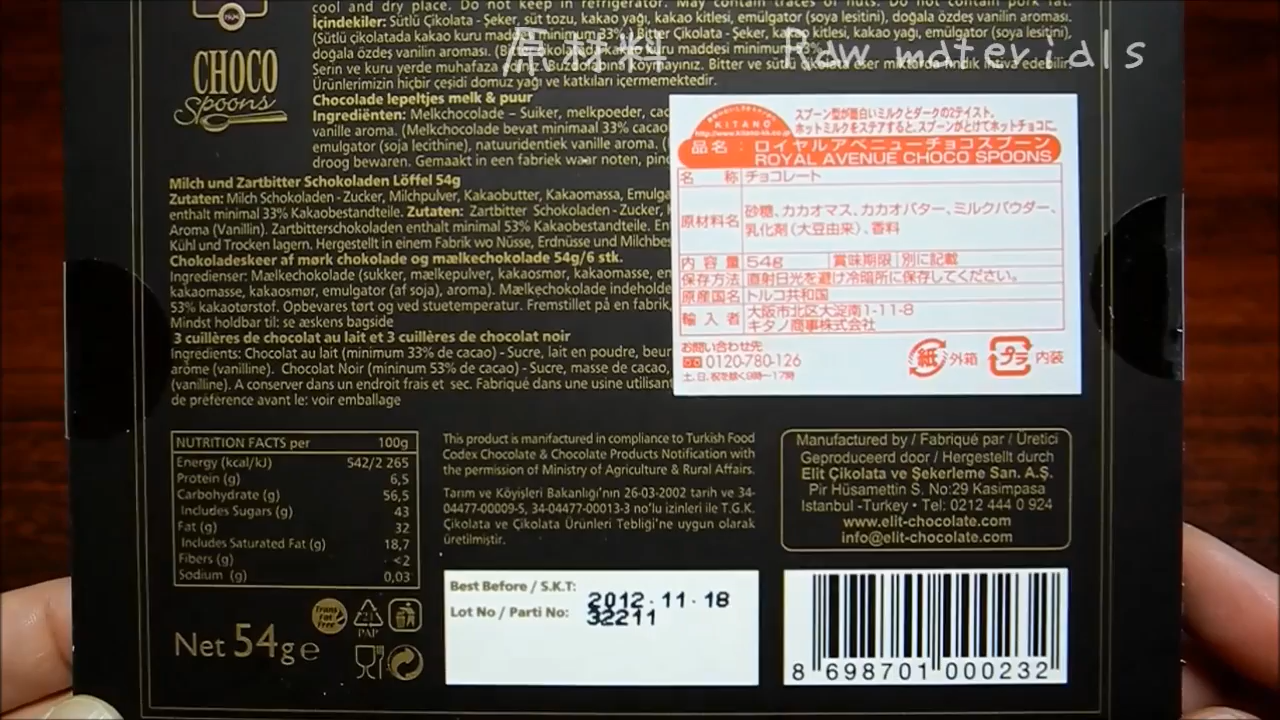 cool and dry place. Do not keep in refrigerator. May contain traces of nuts. Do not contain pork fat.
İçindekiler: Sütlü Çikolata - Şeker, süt tozu, kakao yağı, kakao kitlesi, emülgatör (soya lesitini), doğala özdeş vanilin aroması.
(Sütlü çikolatada kakao kuru maddesi minimum 33% Bitter Çikolata - Şeker, kakao kitlesi, kakao yağı, emülgatör (soya lesitini),
doğala özdeş vanilin aroması. kuru maddesi minimum 53%
Serin ve kuru yerde muhafaza Buzdolabına koymayınız. Bitter ve sütlü çikolata eser miktarda fındık ihtiva edebilir.
Ürünlerimizin hiçbir çeşidi domuz yağı ve katkıları içermemektedir.
原材料 Raw materials
1924
CHOCO
Spoons
Chocolade lepeltjes melk & puur
Ingrediënten: Melkchocolade – Suiker, melkpoeder, cac
vanille aroma. (Melkchocolade bevat minimaal 33% cacao
emulgator (soja lecithine), natuuridentiek vanille aroma. (
droog bewaren. Gemaakt in een fabriek waar noten, pind
Milch und Zartbitter Schokoladen Löffel 54g
Zutaten: Milch Schokoladen - Zucker, Milchpulver, Kakaobutter, Kakaomassa, Emulga
enthalt minimal 33% Kakaobestandteile. Zutaten: Zartbitter Schokoladen - Zucker, K
Aroma (Vanillin). Zartbitterschokoladen enthalt minimal 53% Kakaobestandteile. En
Kühl und Trocken lagern. Hergestellt in einem Fabrik wo Nüsse, Erdnüsse und Milchbes
Chokoladeskeer af mørk chokolade og mælkechokolade 54g/6 stk.
Ingredienser: Mælkechokolade (sukker, mælkepulver, kakaosmør, kakaomasse, en
kakaomasse, kakaosmør, emulgator (af soja), aroma). Mælkechokolade indeholde
53% kakaotørstof. Opbevares tørt og ved stuetemperatur. Fremstillet på en fabrik,
Mindst holdbar til: se æskens bagside
3 cuillères de chocolat au lait et 3 cuillères de chocolat noir
Ingredients: Chocolat au lait (minimum 33% de cacao) - Sucre, lait en poudre, beur
arôme (vanilline). Chocolat Noir (mininum 53% de cacao) - Sucre, masse de cacao,
(vanilline). A conserver dans un endroit frais et sec. Fabriqué dans une usine utilisant
de préférence avant le: voir emballage
KITANO
http://www.kitano-tis.co.jp
スプーン型が面白いミルクとダークの2テイスト。
ホットミルクをステアすると、スプーンがとけてホットチョコに。
品名: ロイヤルアベニューチョコスプーン
ROYAL AVENUE CHOCO SPOONS
名称 チョコレート
原材料名 砂糖、カカオマス、カカオバター、ミルクパウダー、
乳化剤(大豆由来)、香料
内容量 54g 賞味期限 別に記載
保存方法 直射日光を避け冷暗所に保存してください。
原産国名 トルコ共和国
輸入者 大阪市北区大淀南1-11-8
キタノ商事株式会社
お問い合わせ先
0120-780-126
土、日、祝を除く9時〜17時
紙 外箱 プラ 内装
NUTRITION FACTS per 100g
Energy (kcal/kJ) 542/2 265
Protein (g) 6,5
Carbohydrate (g) 56,5
Includes Sugars (g) 43
Fat (g) 32
Includes Saturated Fat (g) 18,7
Fibers (g) <2
Sodium (g) 0,03
Trans Fat Free
21
PAP
Net 54g e
This product is manifactured in compliance to Turkish Food
Codex Chocolate & Chocolate Products Notification with
the permission of Ministry of Agriculture & Rural Affairs.
Tarım ve Köyişleri Bakanlığı'nın 26-03-2002 tarih ve 34-
04477-00009-5, 34-04477-00013-3 no'lu izinleri ile T.G.K.
Çikolata ve Çikolata Ürünleri Tebliği'ne uygun olarak
üretilmiştir.
Manufactured by / Fabriqué par / Üretici
Geproduceerd door / Hergestellt durch
Elit Çikolata ve Şekerleme San. A.Ş.
Pir Hüsamettin S. No:29 Kasimpasa
Istanbul -Turkey • Tel: 0212 444 0 924
www.elit-chocolate.com
info@elit-chocolate.com
Best Before / S.K.T: 2012.11.18
Lot No / Parti No: 32211
8 698701 000232